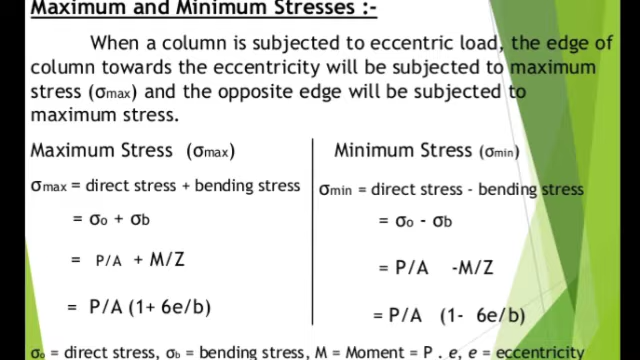 Maximum and Minimum Stresses :-
When a column is subjected to eccentric load, the edge of
column towards the eccentricity will be subjected to maximum
stress (σmax) and the opposite edge will be subjected to
maximum stress.
Maximum Stress (σmax)
σmax = direct stress + bending stress
= σo + σb
= P/A + M/Z
= P/A (1+ 6e/b)
Minimum Stress (σmin)
σmin = direct stress - bending stress
= σo - σb
= P/A -M/Z
= P/A (1- 6e/b)
σo = direct stress, σb = bending stress, M = Moment = P . e, e = eccentricity